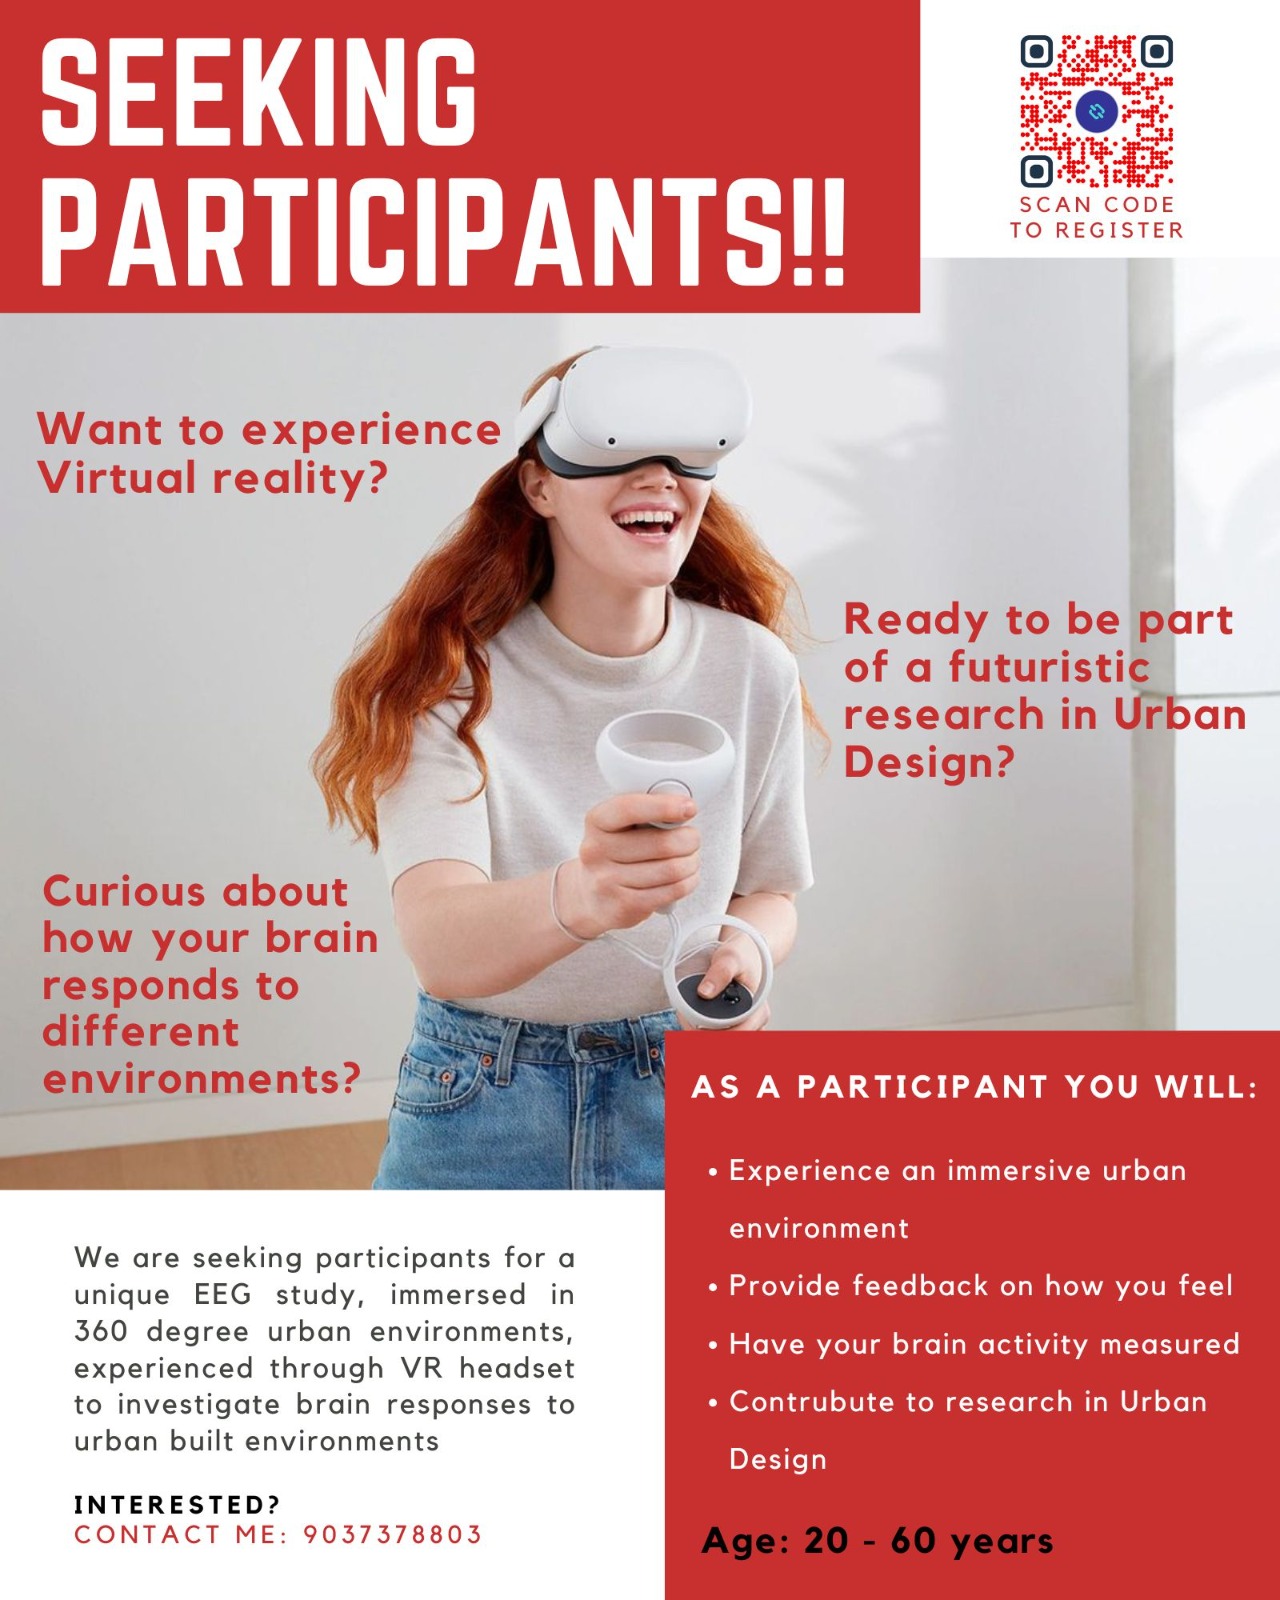 SEEKING
PARTICIPANTS!!
SCAN CODE
TO REGISTER
Want to experience
Virtual reality?
Ready to be part
of a futuristic
research in Urban
Design?
Curious about
how your brain
responds to
different
environments?
We are seeking participants for a
unique EEG study, immersed in
360 degree urban environments,
experienced through VR headset
to investigate brain responses to
urban built environments
INTERESTED?
CONTACT ME: 9037378803
AS A PARTICIPANT YOU WILL:
• Experience an immersive urban
environment
• Provide feedback on how you feel
• Have your brain activity measured
• Contrubute to research in Urban
Design
Age: 20 - 60 years